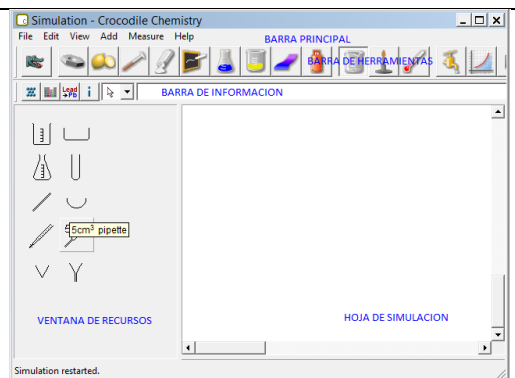 Simulation - Crocodile Chemistry
File Edit View Add Measure Help
BARRA PRINCIPAL
BARRA DE HERRAMIENTAS
Lead
→Pb
i
BARRA DE INFORMACION
5cm³ pipette
VENTANA DE RECURSOS
HOJA DE SIMULACION
Simulation restarted.